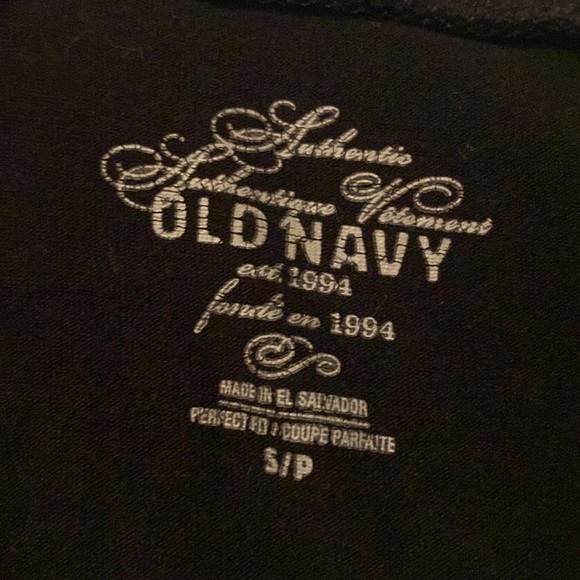 Authentic
Authentique Vêtement
OLD NAVY
est. 1994
fondé en 1994
MADE IN EL SALVADOR
PERFECT FIT / COUPE PARFAITE
S/P